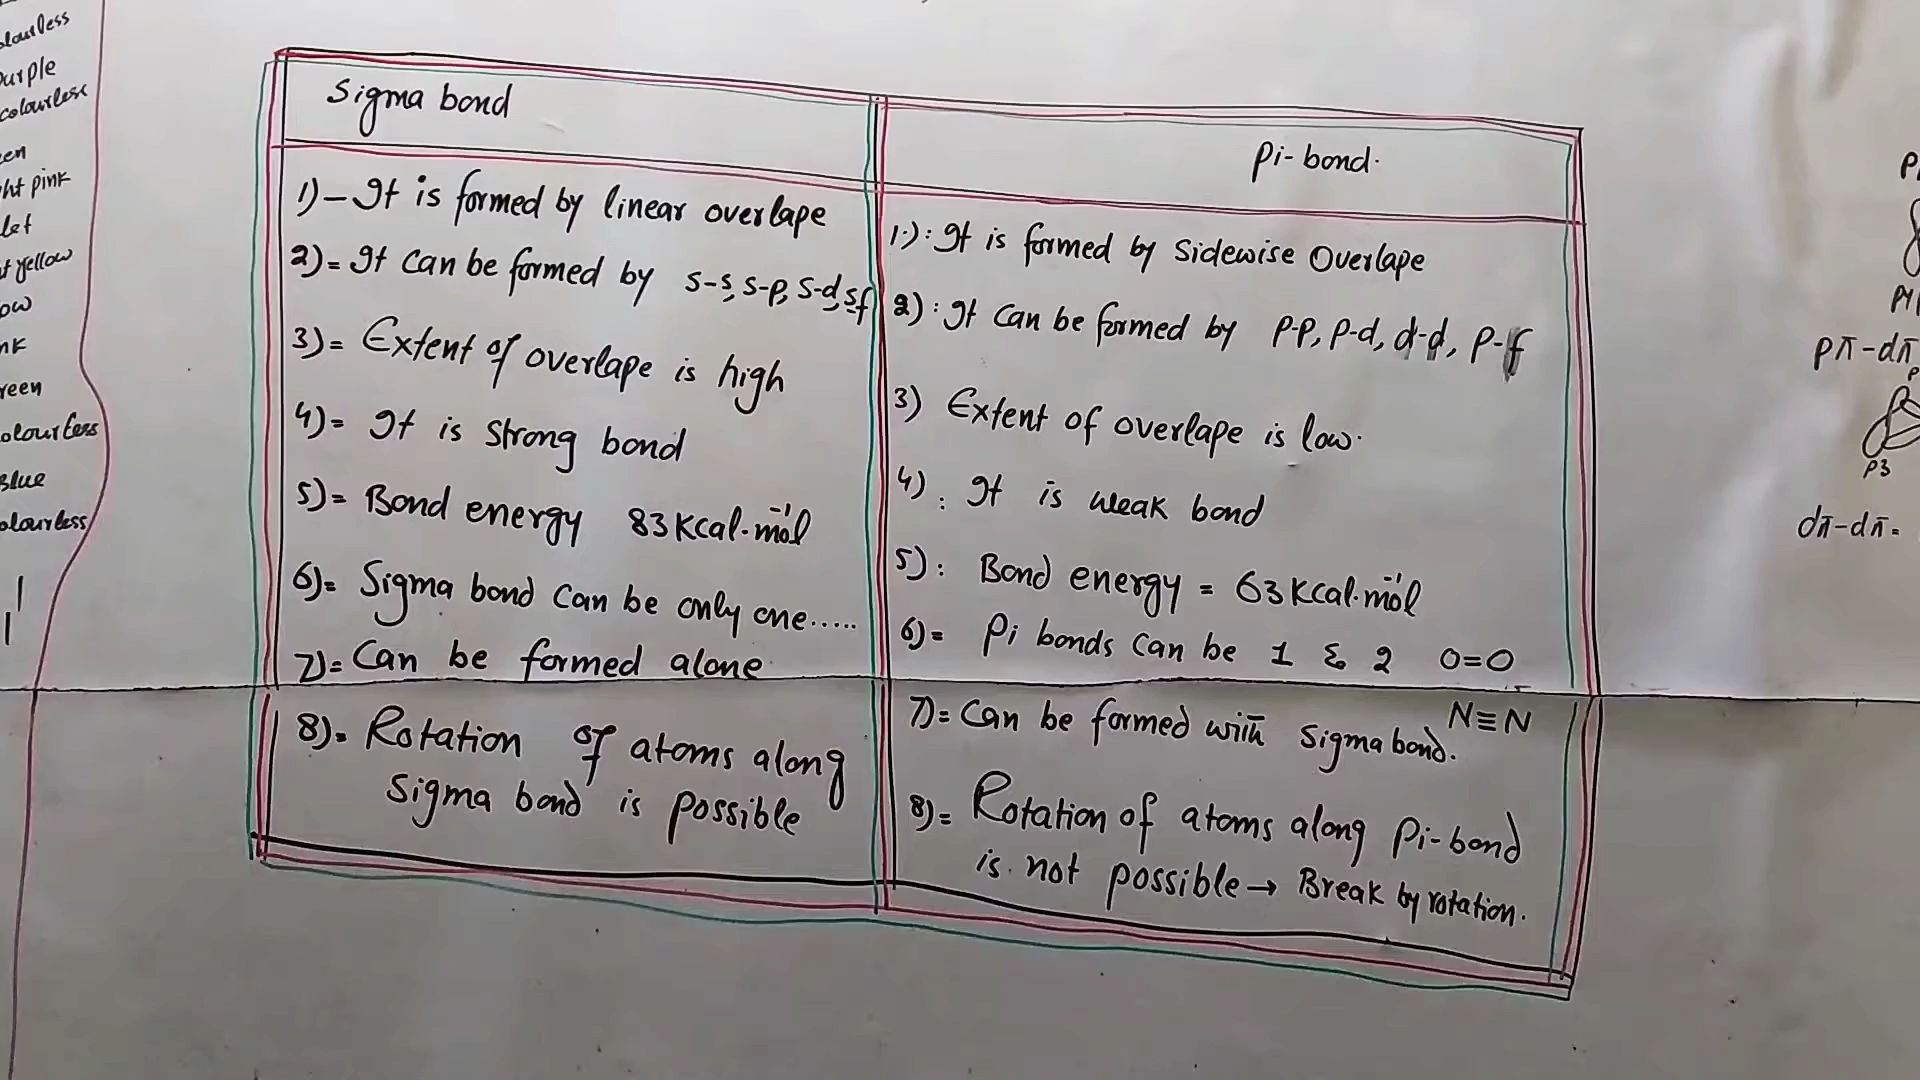 olourless
purple
colourless
een
ht pink
let
t yellow
ow
nk
reen
olourless
Blue
olourless
Sigma bond
1)- It is formed by linear overlape
2)= It can be formed by s-s, s-p, s-d, s-f
3)= Extent of overlape is high
4)= It is strong bond
5)= Bond energy 83 Kcal.mol⁻¹
6)= Sigma bond can be only one.....
7)= Can be formed alone.
8)= Rotation of atoms along
sigma bond is possible
Pi-bond.
1.): It is formed by Sidewise Overlape
2): It can be formed by P-P, P-d, d-d, P-f
3) Extent of overlape is low.
4): It is weak bond
5): Bond energy = 63 Kcal.mol⁻¹
6)= Pi bonds can be 1 & 2 O=O
N≡N
7)= Can be formed with sigma bond.
8)= Rotation of atoms along Pi-bond
is not possible → Break by rotation.
Pπ-dπ
P3
dπ-dπ=